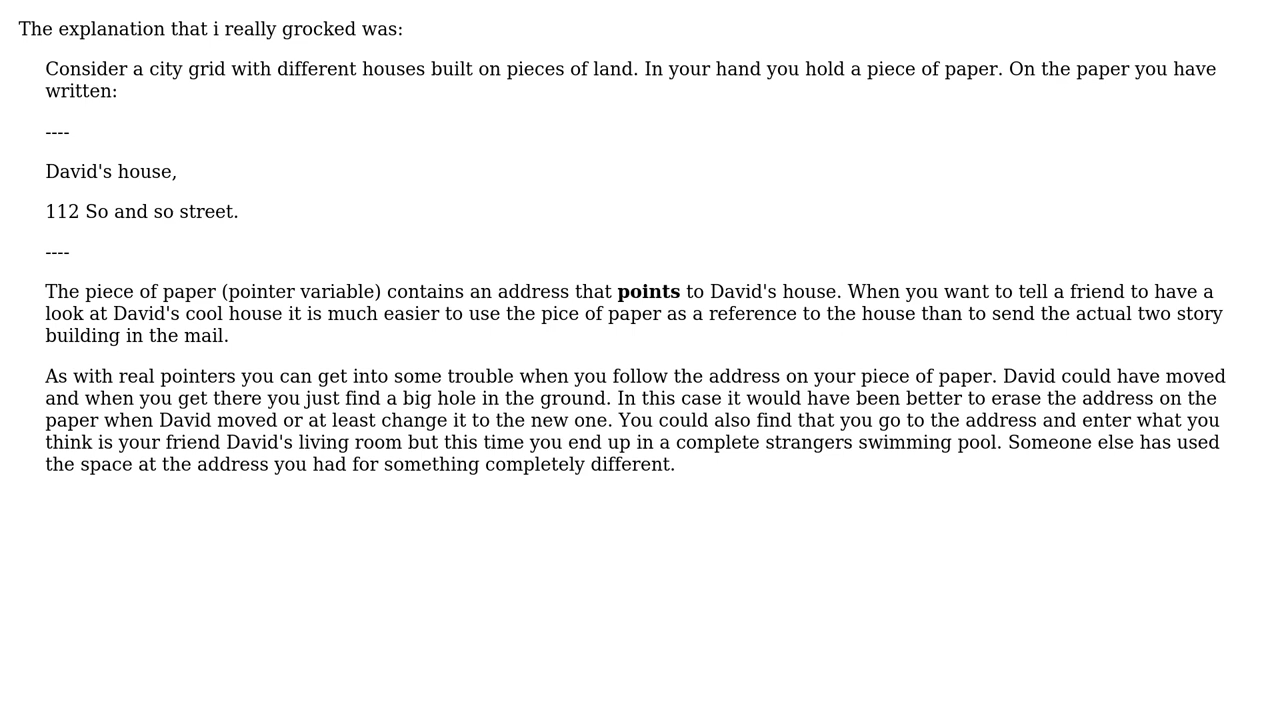 The explanation that i really grocked was:
Consider a city grid with different houses built on pieces of land. In your hand you hold a piece of paper. On the paper you have
written:
----
David's house,
112 So and so street.
----
The piece of paper (pointer variable) contains an address that points to David's house. When you want to tell a friend to have a
look at David's cool house it is much easier to use the pice of paper as a reference to the house than to send the actual two story
building in the mail.
As with real pointers you can get into some trouble when you follow the address on your piece of paper. David could have moved
and when you get there you just find a big hole in the ground. In this case it would have been better to erase the address on the
paper when David moved or at least change it to the new one. You could also find that you go to the address and enter what you
think is your friend David's living room but this time you end up in a complete strangers swimming pool. Someone else has used
the space at the address you had for something completely different.